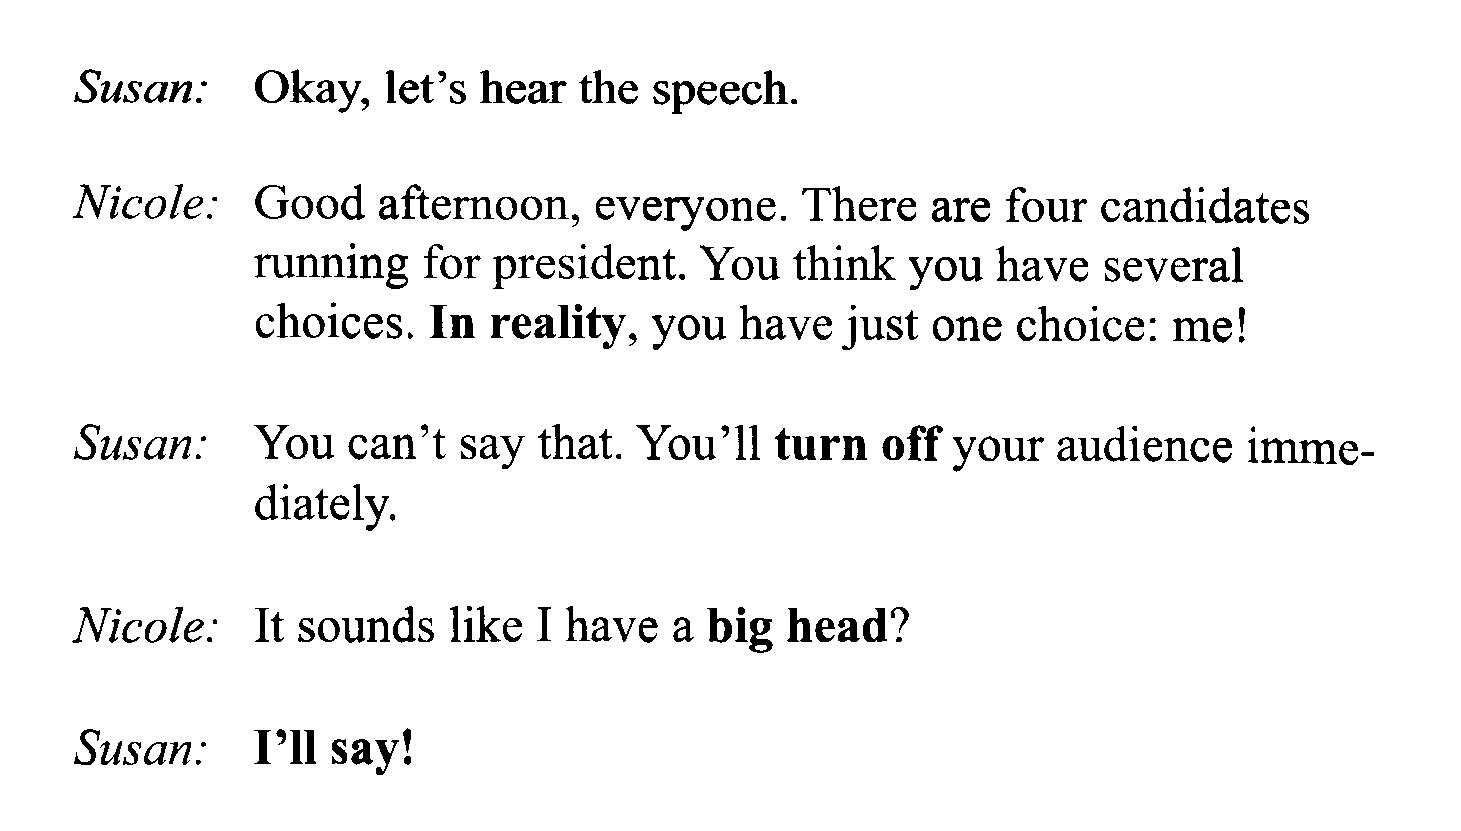 Susan: Okay, let's hear the speech.
Nicole: Good afternoon, everyone. There are four candidates
running for president. You think you have several
choices. In reality, you have just one choice: me!
Susan: You can't say that. You'll turn off your audience imme-
diately.
Nicole: It sounds like I have a big head?
Susan: I'll say!